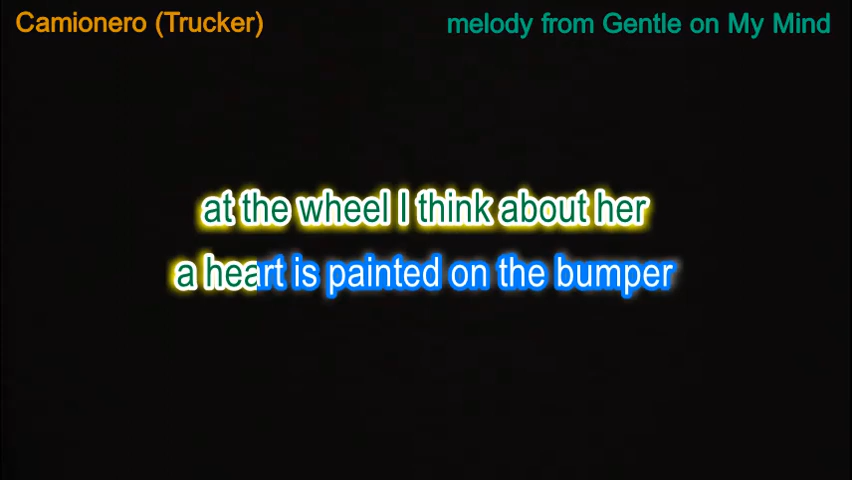 Camionero (Trucker)
melody from Gentle on My Mind
at the wheel I think about her
a heart is painted on the bumper